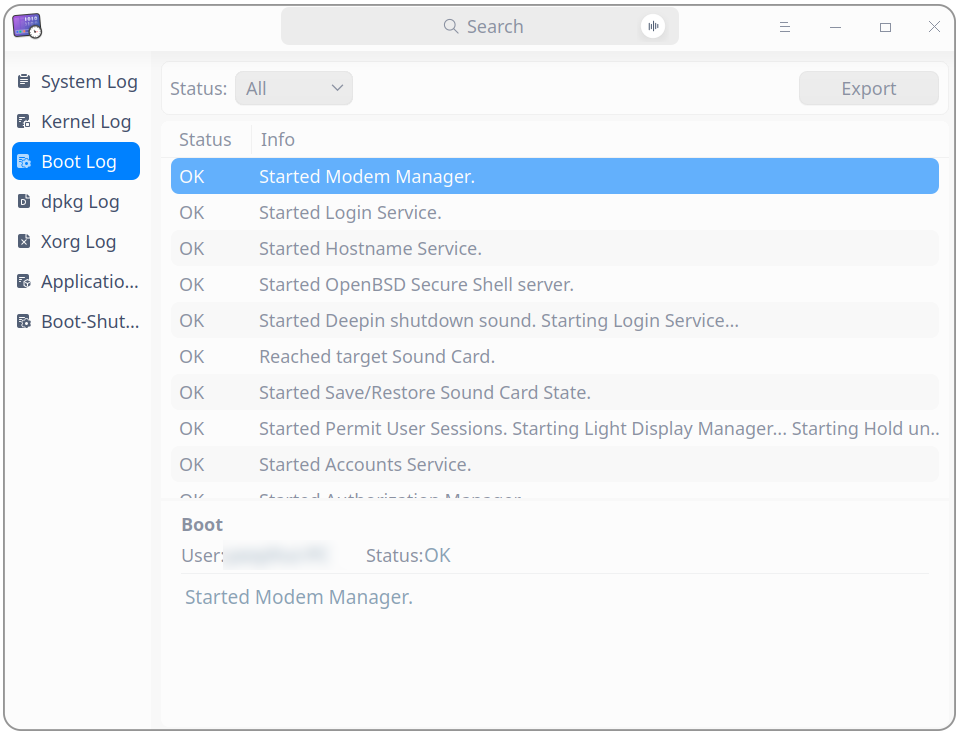 Search
System Log
Kernel Log
Boot Log
dpkg Log
Xorg Log
Applicatio...
Boot-Shut...
Status: All Export
Status Info
OK Started Modem Manager.
OK Started Login Service.
OK Started Hostname Service.
OK Started OpenBSD Secure Shell server.
OK Started Deepin shutdown sound. Starting Login Service...
OK Reached target Sound Card.
OK Started Save/Restore Sound Card State.
OK Started Permit User Sessions. Starting Light Display Manager... Starting Hold un..
OK Started Accounts Service.
OK Started Authorization Manager.
Boot
User: Status:OK
Started Modem Manager.